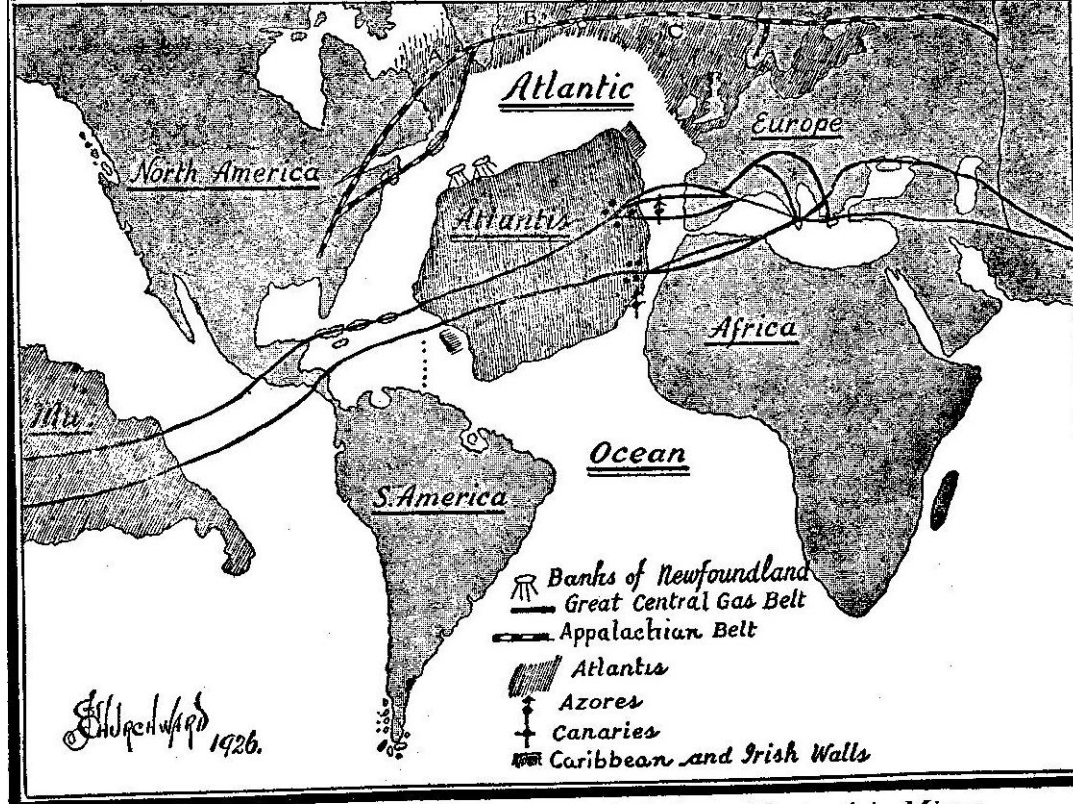 B
C
A
Atlantic
Europe
North America
Atlantis
Africa
Mu.
Ocean
S. America
Banks of Newfoundland
Great Central Gas Belt
Appalachian Belt
Atlantis
Azores
Canaries
Caribbean and Irish Walls
J Churchward 1926.